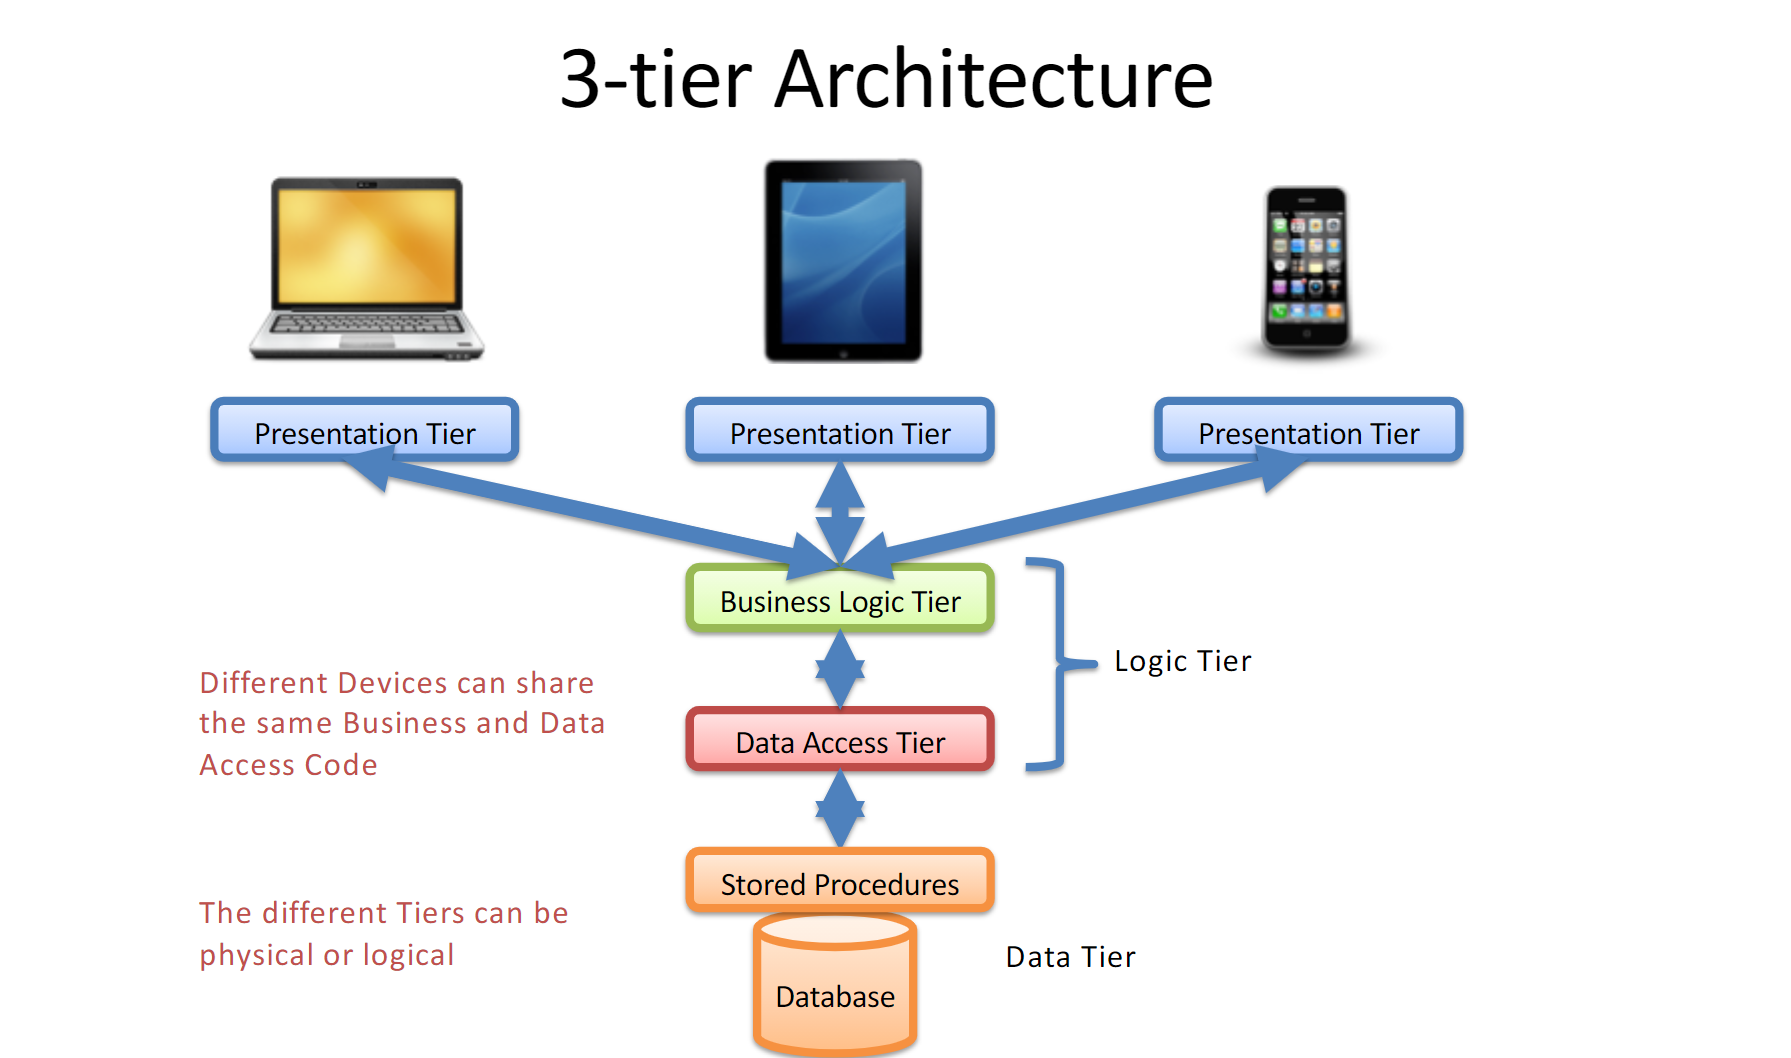 3-tier Architecture
Presentation Tier
Presentation Tier
Presentation Tier
Business Logic Tier
Logic Tier
Different Devices can share
the same Business and Data
Access Code
Data Access Tier
Stored Procedures
The different Tiers can be
physical or logical
Data Tier
Database